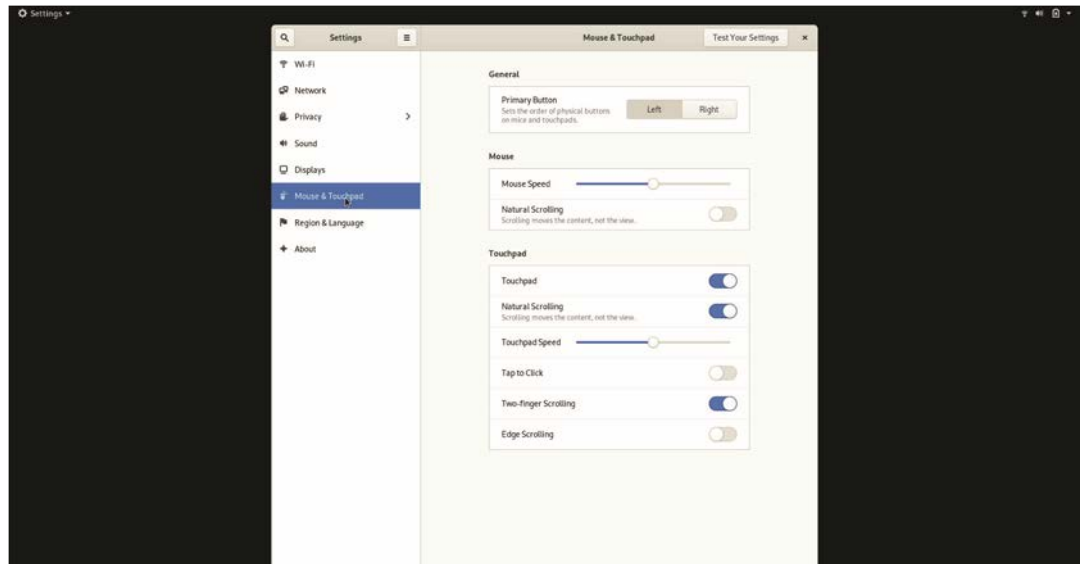 Settings
Settings
Mouse & Touchpad
Test Your Settings
Wi-Fi
Network
Privacy
Sound
Displays
Mouse & Touchpad
Region & Language
About
General
Primary Button
Sets the order of physical buttons
on mice and touchpads.
Left
Right
Mouse
Mouse Speed
Natural Scrolling
Scrolling moves the content, not the view.
Touchpad
Touchpad
Natural Scrolling
Scrolling moves the content, not the view.
Touchpad Speed
Tap to Click
Two-finger Scrolling
Edge Scrolling